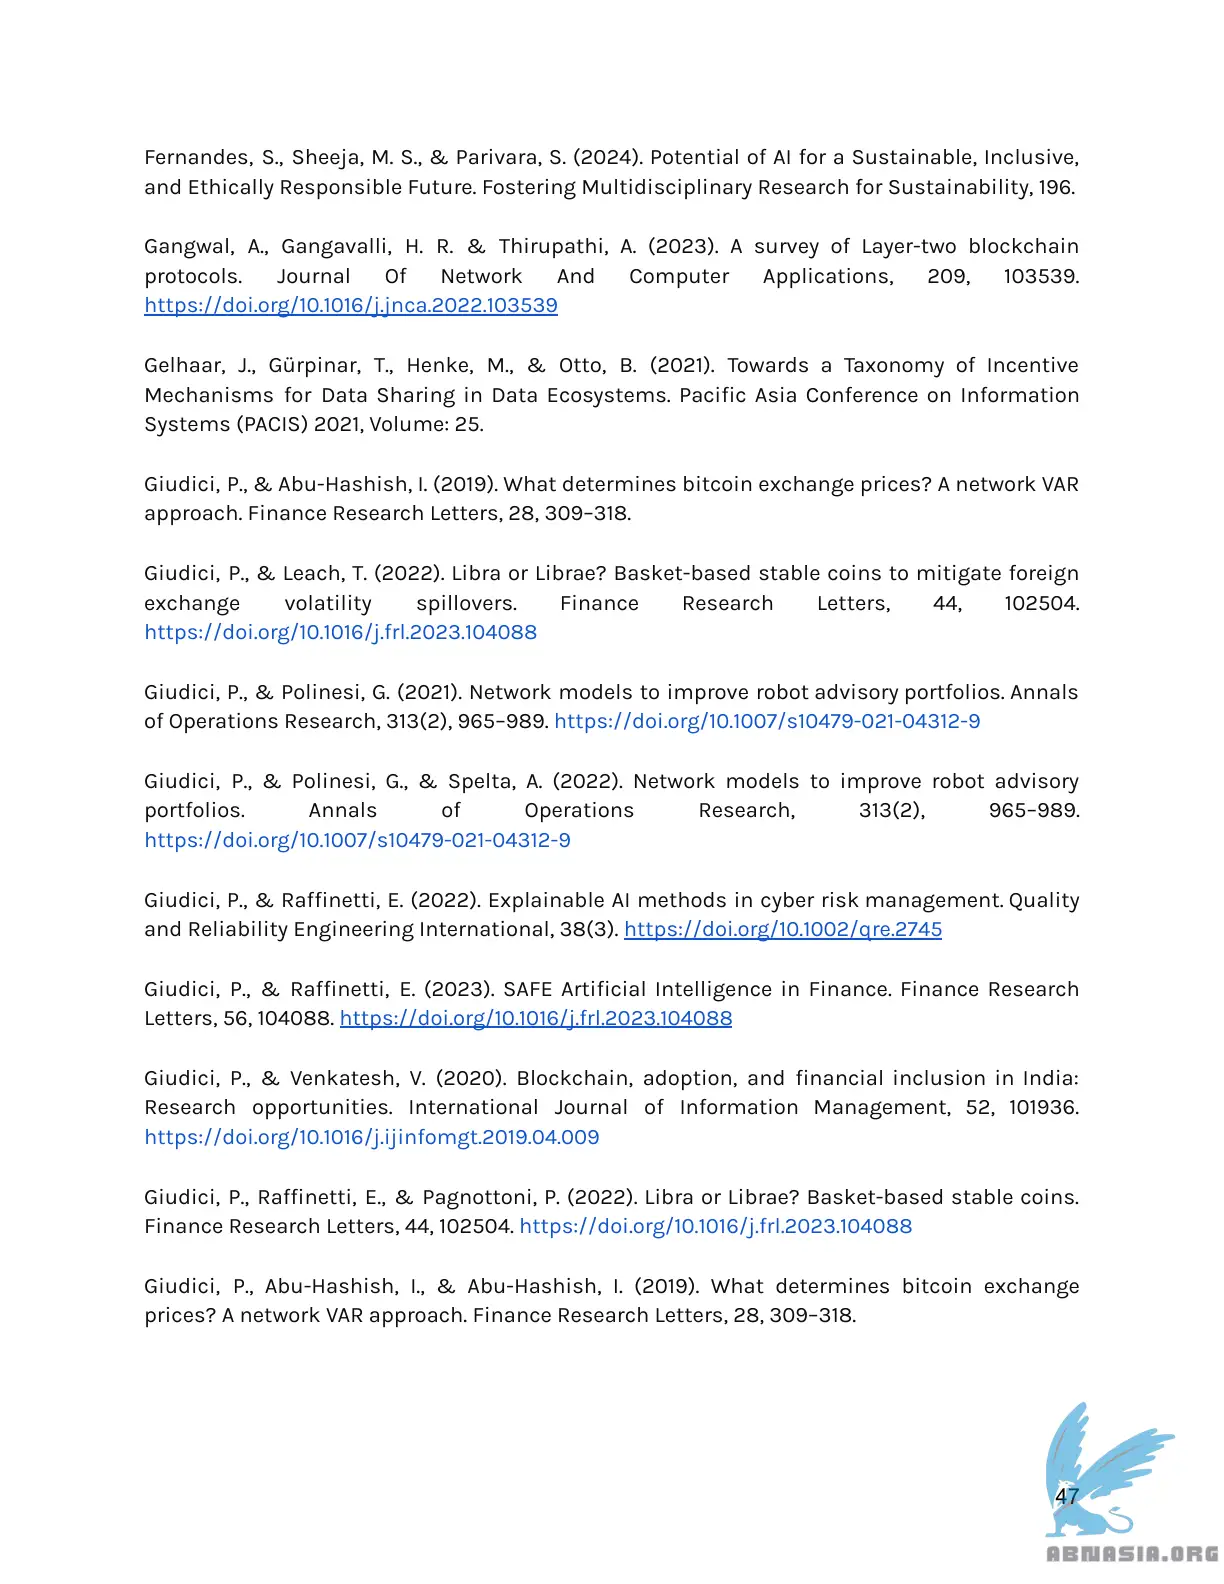 Fernandes, S., Sheeja, M. S., & Parivara, S. (2024). Potential of AI for a Sustainable, Inclusive,
and Ethically Responsible Future. Fostering Multidisciplinary Research for Sustainability, 196.
Gangwal, A., Gangavalli, H. R. & Thirupathi, A. (2023). A survey of Layer-two blockchain
protocols. Journal Of Network And Computer Applications, 209, 103539.
https://doi.org/10.1016/j.jnca.2022.103539
Gelhaar, J., Gürpinar, T., Henke, M., & Otto, B. (2021). Towards a Taxonomy of Incentive
Mechanisms for Data Sharing in Data Ecosystems. Pacific Asia Conference on Information
Systems (PACIS) 2021, Volume: 25.
Giudici, P., & Abu-Hashish, I. (2019). What determines bitcoin exchange prices? A network VAR
approach. Finance Research Letters, 28, 309–318.
Giudici, P., & Leach, T. (2022). Libra or Librae? Basket-based stable coins to mitigate foreign
exchange volatility spillovers. Finance Research Letters, 44, 102504.
https://doi.org/10.1016/j.frl.2023.104088
Giudici, P., & Polinesi, G. (2021). Network models to improve robot advisory portfolios. Annals
of Operations Research, 313(2), 965–989. https://doi.org/10.1007/s10479-021-04312-9
Giudici, P., & Polinesi, G., & Spelta, A. (2022). Network models to improve robot advisory
portfolios. Annals of Operations Research, 313(2), 965–989.
https://doi.org/10.1007/s10479-021-04312-9
Giudici, P., & Raffinetti, E. (2022). Explainable AI methods in cyber risk management. Quality
and Reliability Engineering International, 38(3). https://doi.org/10.1002/qre.2745
Giudici, P., & Raffinetti, E. (2023). SAFE Artificial Intelligence in Finance. Finance Research
Letters, 56, 104088. https://doi.org/10.1016/j.frl.2023.104088
Giudici, P., & Venkatesh, V. (2020). Blockchain, adoption, and financial inclusion in India:
Research opportunities. International Journal of Information Management, 52, 101936.
https://doi.org/10.1016/j.ijinfomgt.2019.04.009
Giudici, P., Raffinetti, E., & Pagnottoni, P. (2022). Libra or Librae? Basket-based stable coins.
Finance Research Letters, 44, 102504. https://doi.org/10.1016/j.frl.2023.104088
Giudici, P., Abu-Hashish, I., & Abu-Hashish, I. (2019). What determines bitcoin exchange
prices? A network VAR approach. Finance Research Letters, 28, 309–318.
47
ABNASIA.ORG